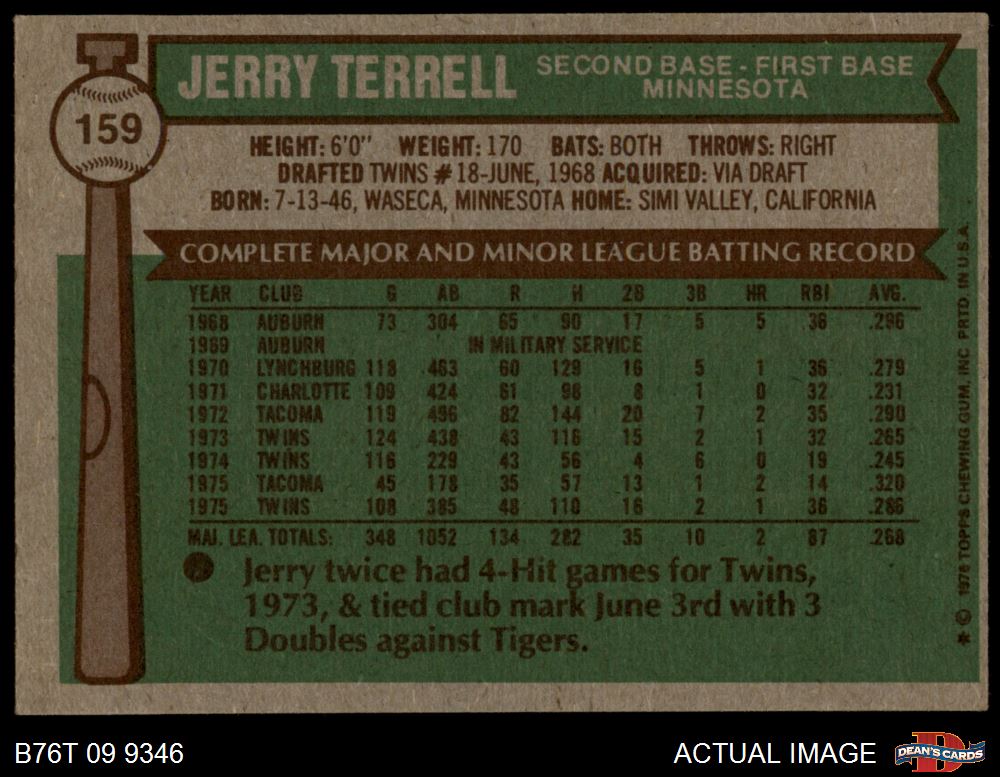 159
JERRY TERRELL
SECOND BASE - FIRST BASE
MINNESOTA
HEIGHT: 6'0" WEIGHT: 170 BATS: BOTH THROWS: RIGHT
DRAFTED TWINS #18-JUNE, 1968 ACQUIRED: VIA DRAFT
BORN: 7-13-46, WASECA, MINNESOTA HOME: SIMI VALLEY, CALIFORNIA
COMPLETE MAJOR AND MINOR LEAGUE BATTING RECORD
YEAR CLUB G AB R H 2B 3B HR RBI AVG.
1968 AUBURN 73 304 65 90 17 5 5 36 .296
1969 AUBURN IN MILITARY SERVICE
1970 LYNCHBURG 118 463 60 129 16 5 1 36 .279
1971 CHARLOTTE 109 424 61 98 8 1 0 32 .231
1972 TACOMA 119 496 82 144 20 7 2 35 .290
1973 TWINS 124 438 43 116 15 2 1 32 .265
1974 TWINS 116 229 43 56 4 6 0 19 .245
1975 TACOMA 45 178 35 57 13 1 2 14 .320
1975 TWINS 108 385 48 110 16 2 1 36 .286
MAJ. LEA. TOTALS: 348 1052 134 282 35 10 2 87 .268
Jerry twice had 4-Hit games for Twins,
1973, & tied club mark June 3rd with 3
Doubles against Tigers.
* © 1976 TOPPS CHEWING GUM, INC PRTD. IN U.S.A.
B76T 09 9346
ACTUAL IMAGE
D
DEAN'S CARDS